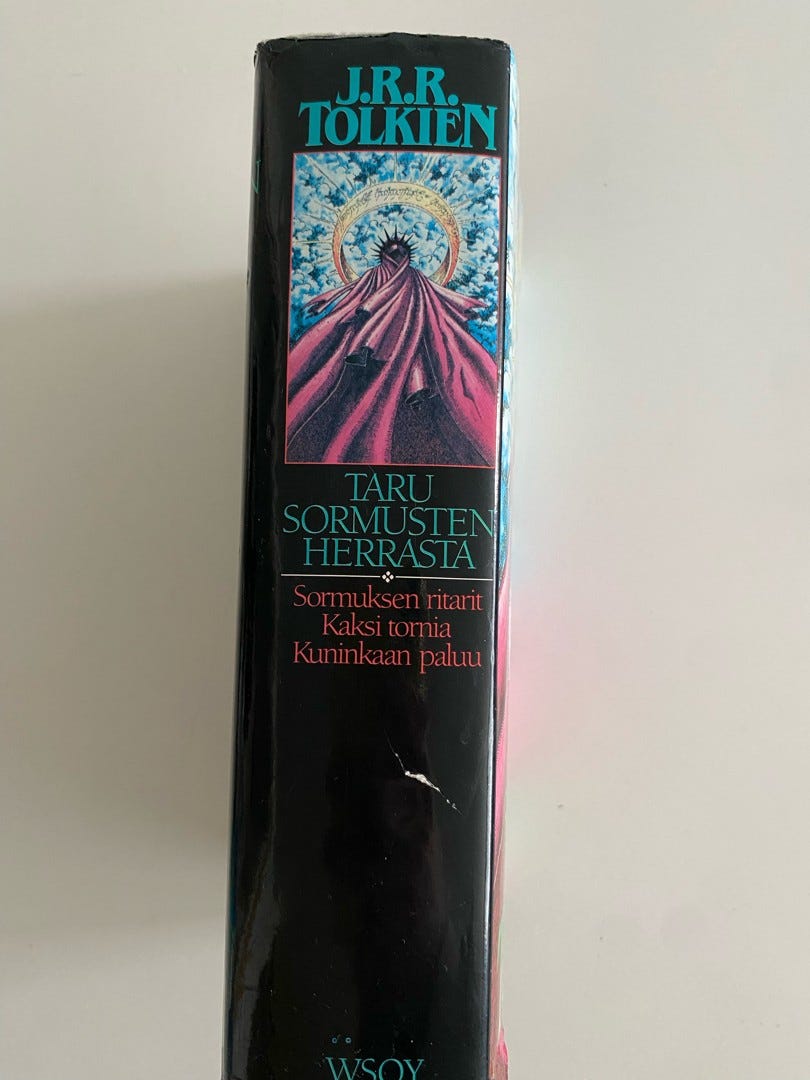 J.R.R.
TOLKIEN
TARU
SORMUSTEN
HERRASTA
Sormuksen ritarit
Kaksi tornia
Kuninkaan paluu
WSOY